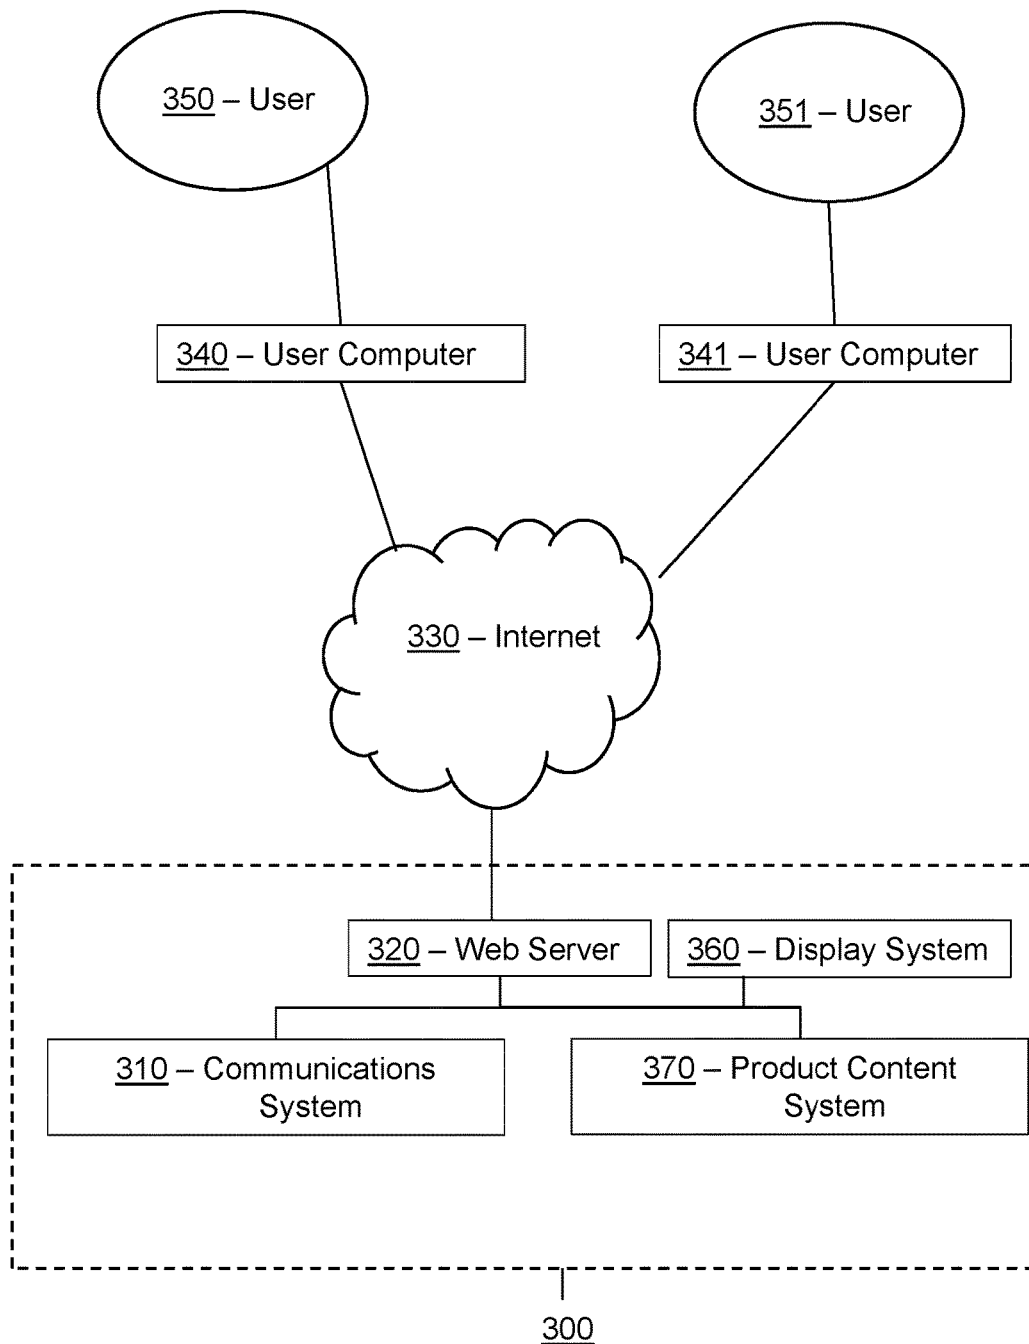 350 – User
351 – User
340 – User Computer
341 – User Computer
330 – Internet
320 – Web Server
360 – Display System
310 – Communications
System
370 – Product Content
System
300